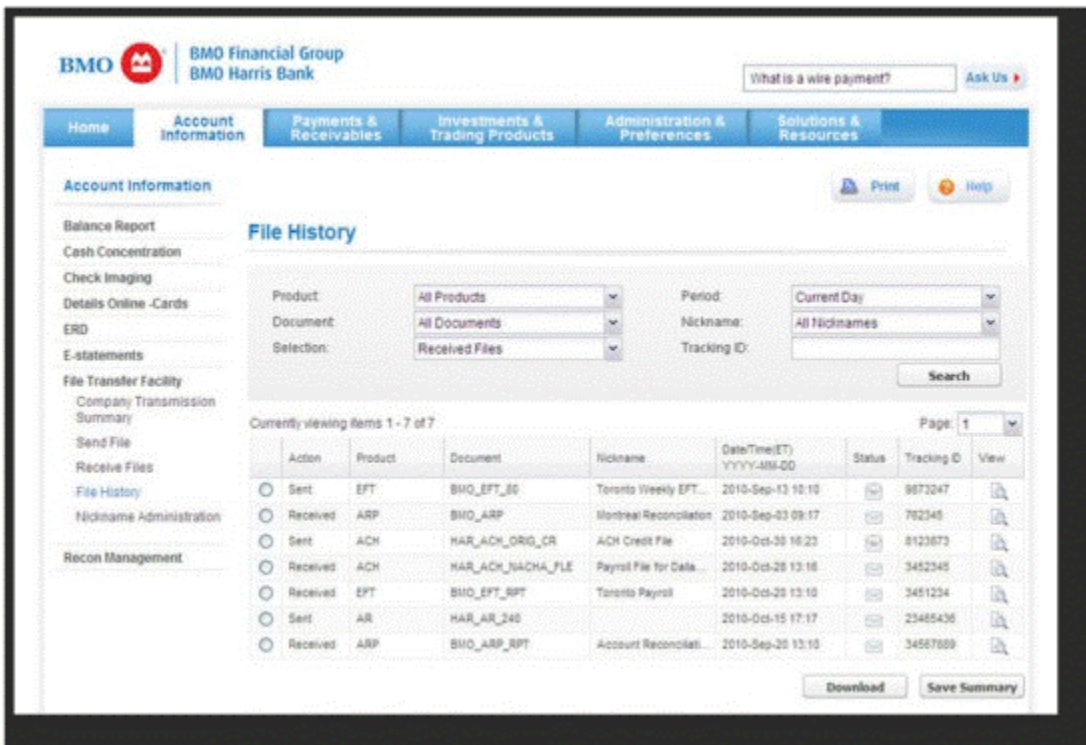 BMO
BMO Financial Group
BMO Harris Bank
What is a wire payment?
Ask Us
Home
Account Information
Payments & Receivables
Investments & Trading Products
Administration & Preferences
Solutions & Resources
Account Information
Print
Help
Balance Report
Cash Concentration
Check Imaging
Details Online -Cards
ERD
E-statements
File Transfer Facility
Company Transmission
Summary
Send File
Receive Files
File History
Nickname Administration
Recon Management
File History
Product: All Products Period: Current Day
Document: All Documents Nickname: All Nicknames
Selection: Received Files Tracking ID:
Search
Currently viewing items 1 - 7 of 7 Page: 1
Action Product Document Nickname Date/Time(ET) YYYY-MM-DD Status Tracking ID View
Sent EFT BMO_EFT_80 Toronto Weekly EFT... 2010-Sep-13 10:10 9873247
Received ARP BMO_ARP Montreal Reconciliation 2010-Sep-03 09:17 762345
Sent ACH HAR_ACH_ORIG_CR ACH Credit File 2010-Oct-30 16:23 8123673
Received ACH HAR_ACH_NACHA_FLE Payroll File for Dalla... 2010-Oct-28 13:16 3452345
Received EFT BMO_EFT_RPT Toronto Payroll 2010-Oct-20 13:10 3451234
Sent AR HAR_AR_240 2010-Oct-15 17:17 23465436
Received ARP BMO_ARP_RPT Account Reconciliati... 2010-Sep-20 13:10 34567889
Download Save Summary